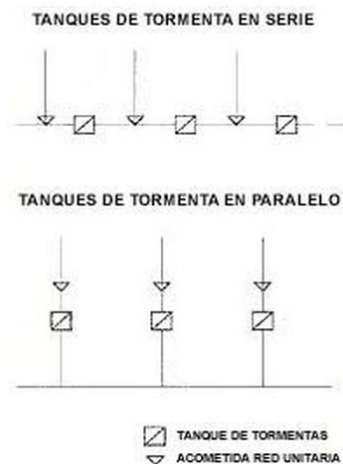 TANQUES DE TORMENTA EN SERIE
TANQUES DE TORMENTA EN PARALELO
TANQUE DE TORMENTAS
ACOMETIDA RED UNITARIA